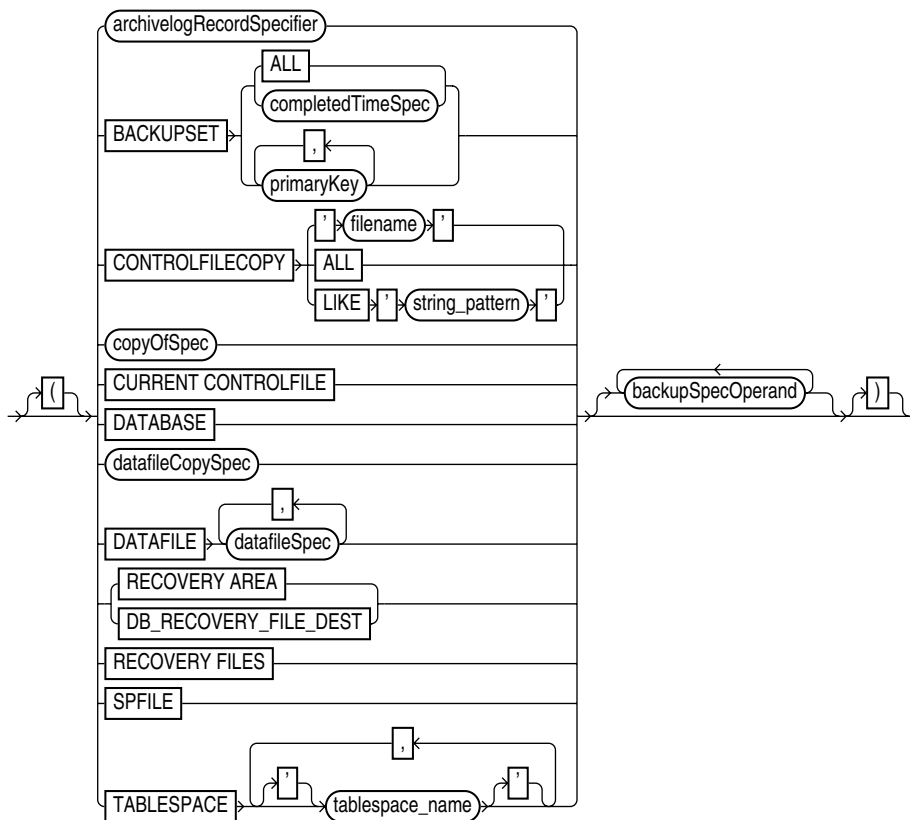 archivelogRecordSpecifier
ALL
completedTimeSpec
BACKUPSET
,
primaryKey
' filename '
CONTROLFILECOPY ALL
LIKE ' string_pattern '
copyOfSpec
CURRENT CONTROLFILE
( backupSpecOperand )
DATABASE
datafileCopySpec
,
DATAFILE datafileSpec
RECOVERY AREA
DB_RECOVERY_FILE_DEST
RECOVERY FILES
SPFILE
,
' '
TABLESPACE tablespace_name